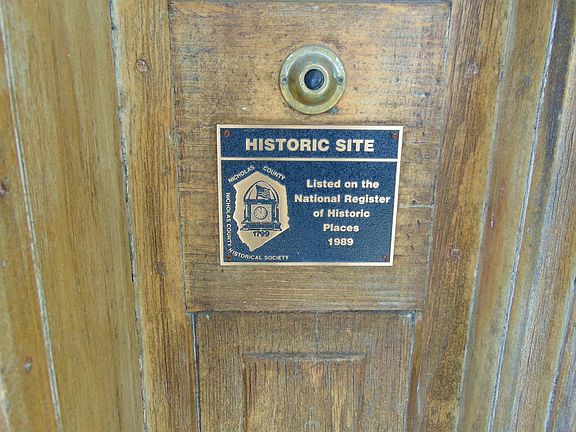 HISTORIC SITE
NICHOLAS COUNTY
NICHOLAS COUNTY HISTORICAL SOCIETY
1799
Listed on the
National Register
of Historic
Places
1989